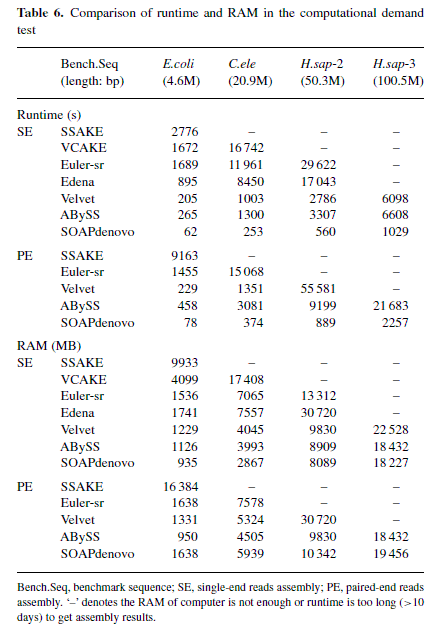 Table 6. Comparison of runtime and RAM in the computational demand
test
Bench.Seq E.coli C.ele H.sap-2 H.sap-3
(length: bp) (4.6M) (20.9M) (50.3M) (100.5M)
Runtime (s)
SE SSAKE 2776 – – –
VCAKE 1672 16 742 – –
Euler-sr 1689 11 961 29 622 –
Edena 895 8450 17 043 –
Velvet 205 1003 2786 6098
ABySS 265 1300 3307 6608
SOAPdenovo 62 253 560 1029
PE SSAKE 9163 – – –
Euler-sr 1455 15 068 – –
Velvet 229 1351 55 581 –
ABySS 458 3081 9199 21 683
SOAPdenovo 78 374 889 2257
RAM (MB)
SE SSAKE 9933 – – –
VCAKE 4099 17 408 – –
Euler-sr 1536 7065 13 312 –
Edena 1741 7557 30 720 –
Velvet 1229 4045 9830 22 528
ABySS 1126 3993 8909 18 432
SOAPdenovo 935 2867 8089 18 227
PE SSAKE 16 384 – – –
Euler-sr 1638 7578 – –
Velvet 1331 5324 30 720 –
ABySS 950 4505 9830 18 432
SOAPdenovo 1638 5939 10 342 19 456
Bench.Seq, benchmark sequence; SE, single-end reads assembly; PE, paired-end reads
assembly. ‘–’ denotes the RAM of computer is not enough or runtime is too long (>10
days) to get assembly results.